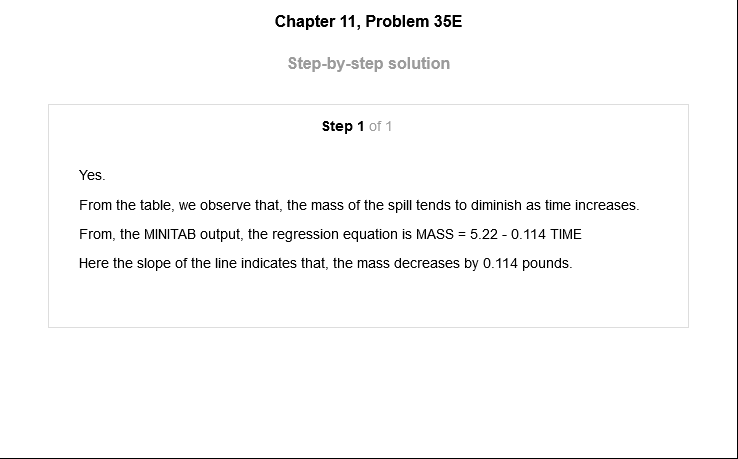 Chapter 11, Problem 35E
Step-by-step solution
Step 1 of 1
Yes.
From the table, we observe that, the mass of the spill tends to diminish as time increases.
From, the MINITAB output, the regression equation is MASS = 5.22 - 0.114 TIME
Here the slope of the line indicates that, the mass decreases by 0.114 pounds.